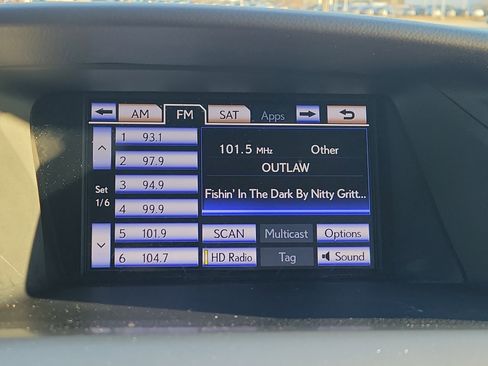 AM FM SAT Apps
1 93.1
2 97.9
3 94.9
4 99.9
5 101.9
6 104.7
Set
1/6
101.5 MHz Other
OUTLAW
Fishin' In The Dark By Nitty Gritt...
SCAN Multicast Options
HD Radio Tag Sound